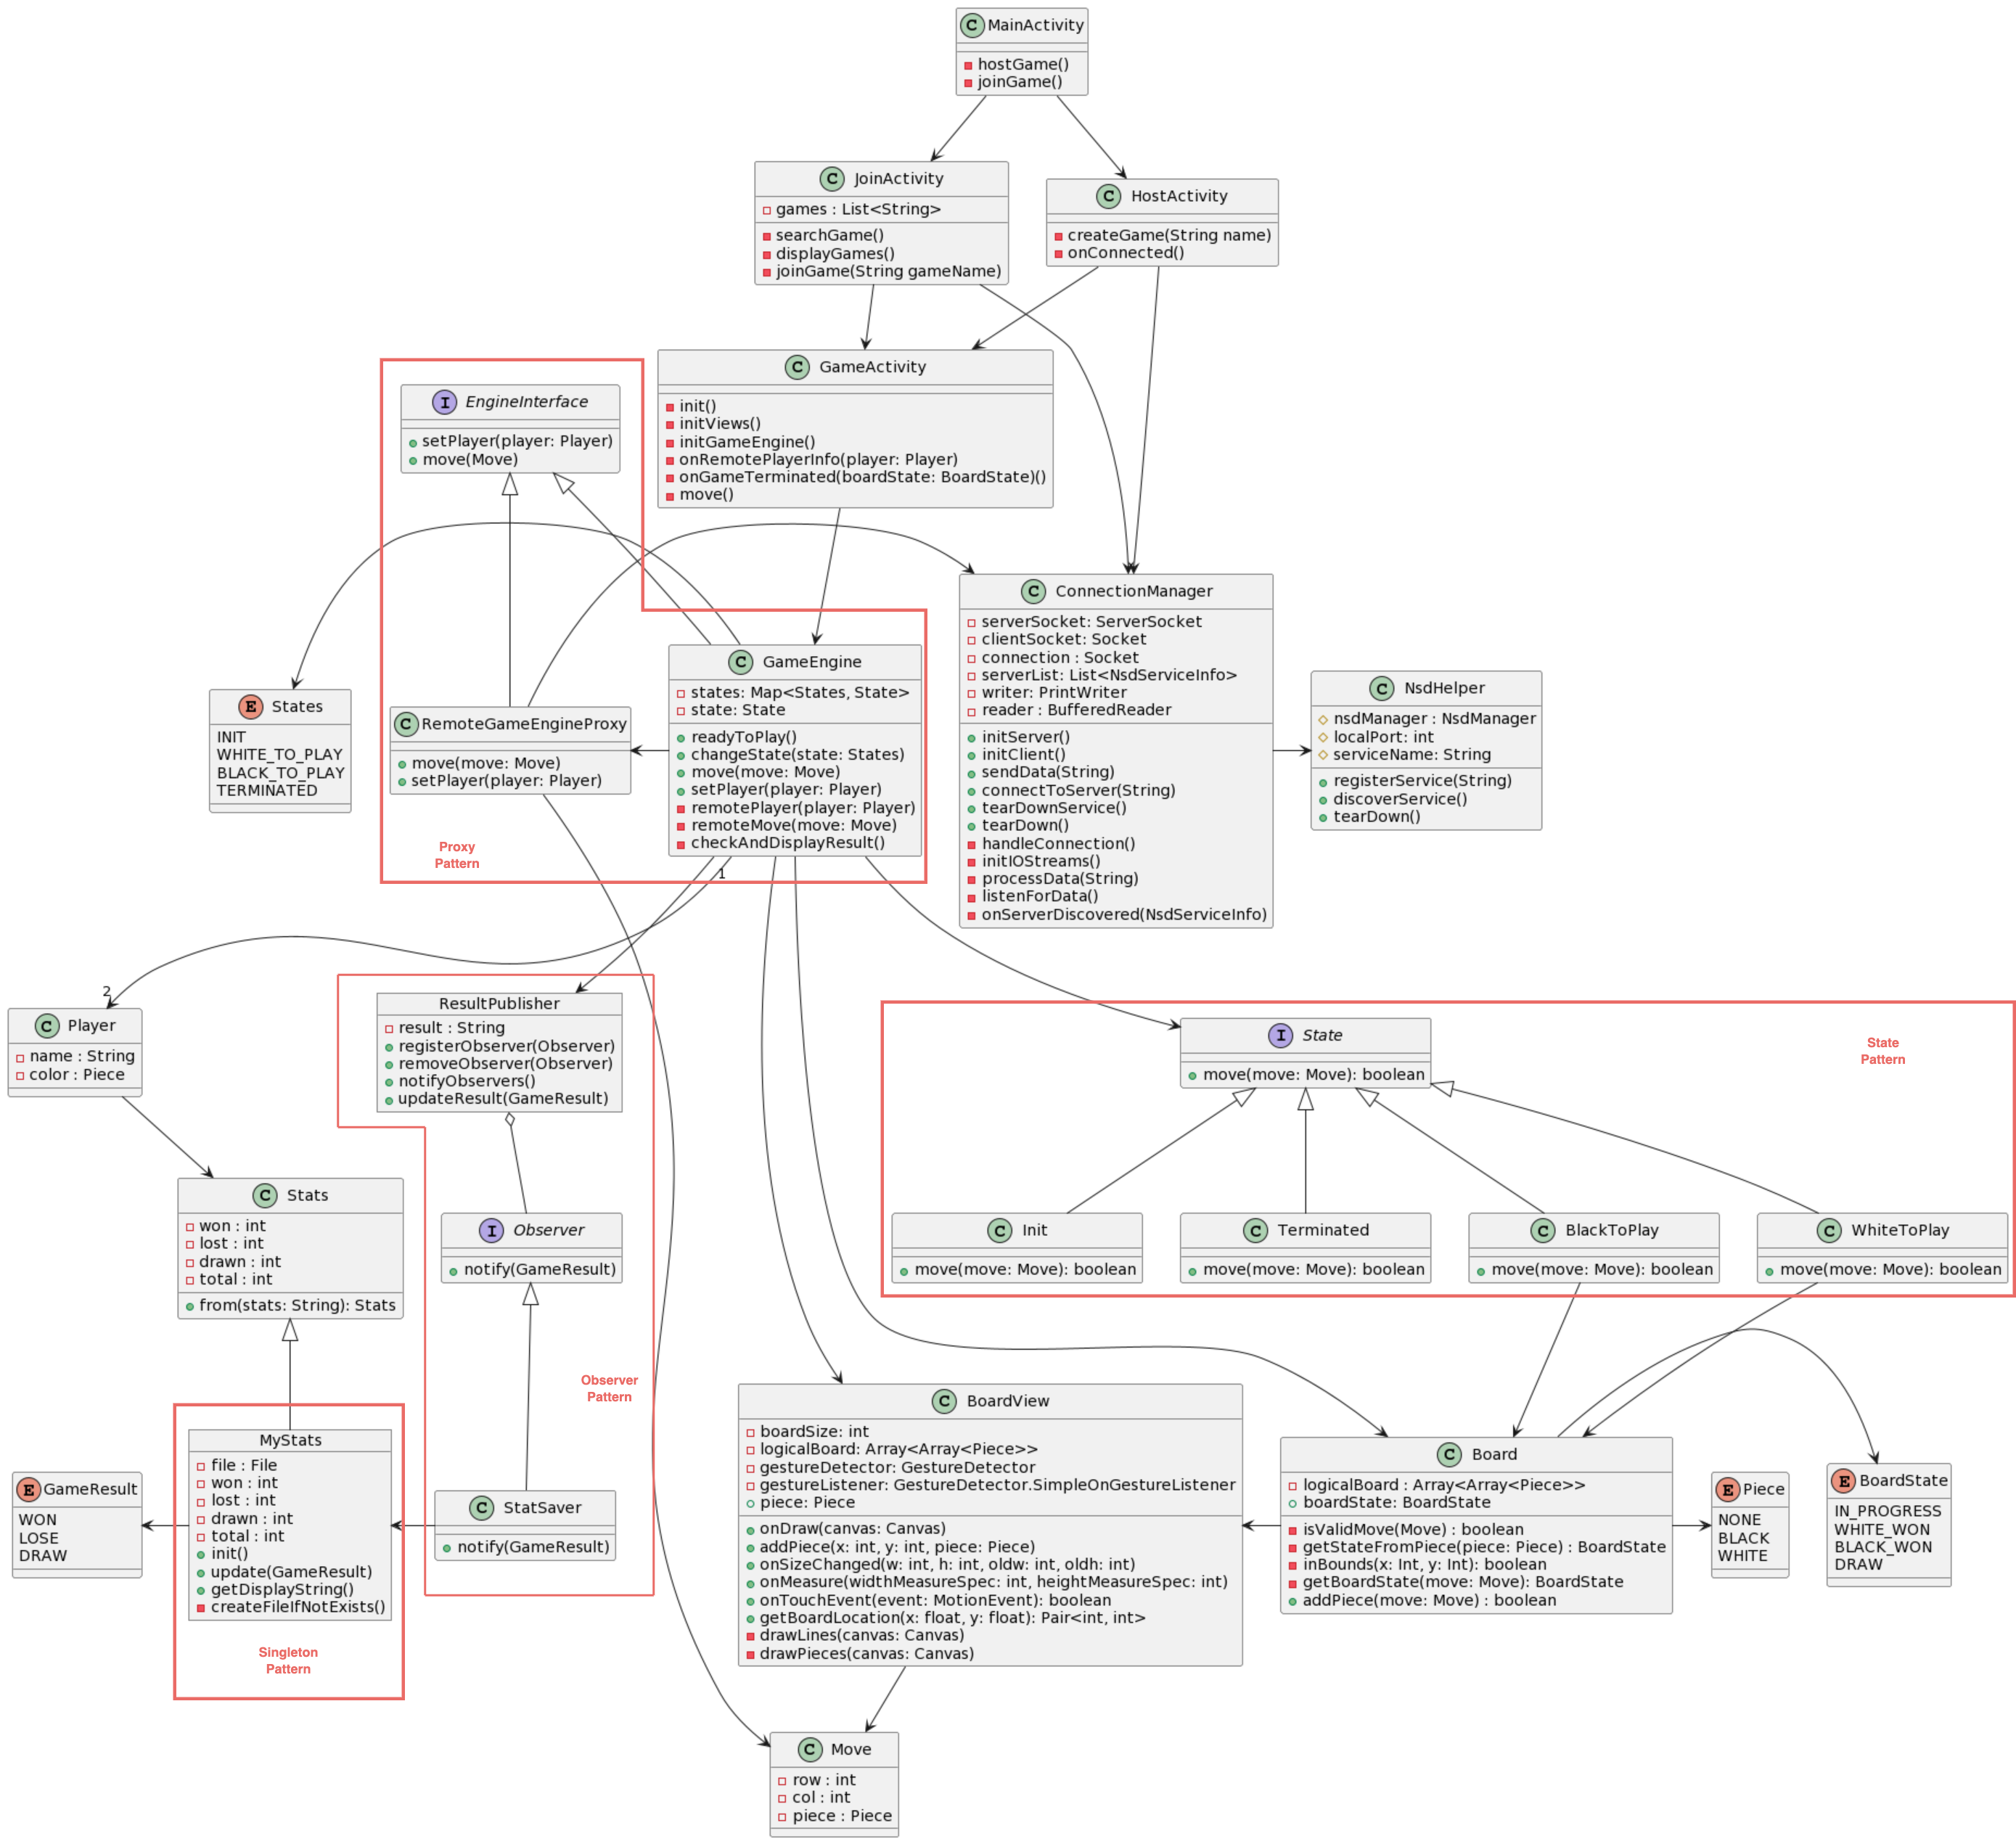 MainActivity
hostGame()
joinGame()
JoinActivity
games : List<String>
searchGame()
displayGames()
joinGame(String gameName)
HostActivity
createGame(String name)
onConnected()
GameActivity
init()
initViews()
initGameEngine()
onRemotePlayerInfo(player: Player)
onGameTerminated(boardState: BoardState)()
move()
EngineInterface
setPlayer(player: Player)
move(Move)
ConnectionManager
serverSocket: ServerSocket
clientSocket: Socket
connection : Socket
serverList: List<NsdServiceInfo>
writer: PrintWriter
reader : BufferedReader
initServer()
initClient()
sendData(String)
connectToServer(String)
tearDownService()
tearDown()
handleConnection()
initIOStreams()
processData(String)
listenForData()
onServerDiscovered(NsdServiceInfo)
NsdHelper
nsdManager : NsdManager
localPort: int
serviceName: String
registerService(String)
discoverService()
tearDown()
GameEngine
states: Map<States, State>
state: State
readyToPlay()
changeState(state: States)
move(move: Move)
setPlayer(player: Player)
remotePlayer(player: Player)
remoteMove(move: Move)
checkAndDisplayResult()
States
INIT
WHITE_TO_PLAY
BLACK_TO_PLAY
TERMINATED
RemoteGameEngineProxy
move(move: Move)
setPlayer(player: Player)
Proxy
Pattern
1
2
Player
name : String
color : Piece
ResultPublisher
result : String
registerObserver(Observer)
removeObserver(Observer)
notifyObservers()
updateResult(GameResult)
State
move(move: Move): boolean
State
Pattern
Stats
won : int
lost : int
drawn : int
total : int
from(stats: String): Stats
Observer
notify(GameResult)
Init
move(move: Move): boolean
Terminated
move(move: Move): boolean
BlackToPlay
move(move: Move): boolean
WhiteToPlay
move(move: Move): boolean
Observer
Pattern
GameResult
WON
LOSE
DRAW
MyStats
file : File
won : int
lost : int
drawn : int
total : int
init()
update(GameResult)
getDisplayString()
createFileIfNotExists()
Singleton
Pattern
StatSaver
notify(GameResult)
BoardView
boardSize: int
logicalBoard: Array<Array<Piece>>
gestureDetector: GestureDetector
gestureListener: GestureDetector.SimpleOnGestureListener
piece: Piece
onDraw(canvas: Canvas)
addPiece(x: int, y: int, piece: Piece)
onSizeChanged(w: int, h: int, oldw: int, oldh: int)
onMeasure(widthMeasureSpec: int, heightMeasureSpec: int)
onTouchEvent(event: MotionEvent): boolean
getBoardLocation(x: float, y: float): Pair<int, int>
drawLines(canvas: Canvas)
drawPieces(canvas: Canvas)
Board
logicalBoard : Array<Array<Piece>>
boardState: BoardState
isValidMove(Move) : boolean
getStateFromPiece(piece: Piece) : BoardState
inBounds(x: Int, y: Int): boolean
getBoardState(move: Move): BoardState
addPiece(move: Move) : boolean
Piece
NONE
BLACK
WHITE
BoardState
IN_PROGRESS
WHITE_WON
BLACK_WON
DRAW
Move
row : int
col : int
piece : Piece